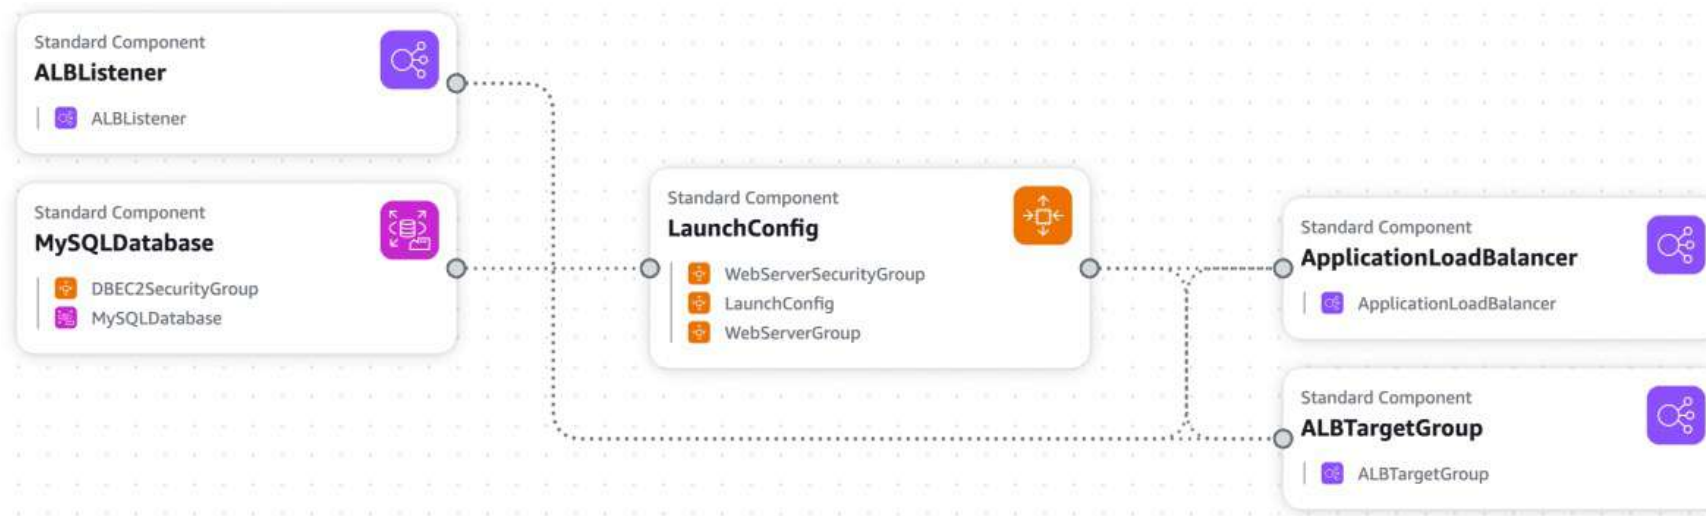 Standard Component
ALBListener
ALBListener
Standard Component
MySQLDatabase
DBEC2SecurityGroup
MySQLDatabase
Standard Component
LaunchConfig
WebServerSecurityGroup
LaunchConfig
WebServerGroup
Standard Component
ApplicationLoadBalancer
ApplicationLoadBalancer
Standard Component
ALBTargetGroup
ALBTargetGroup